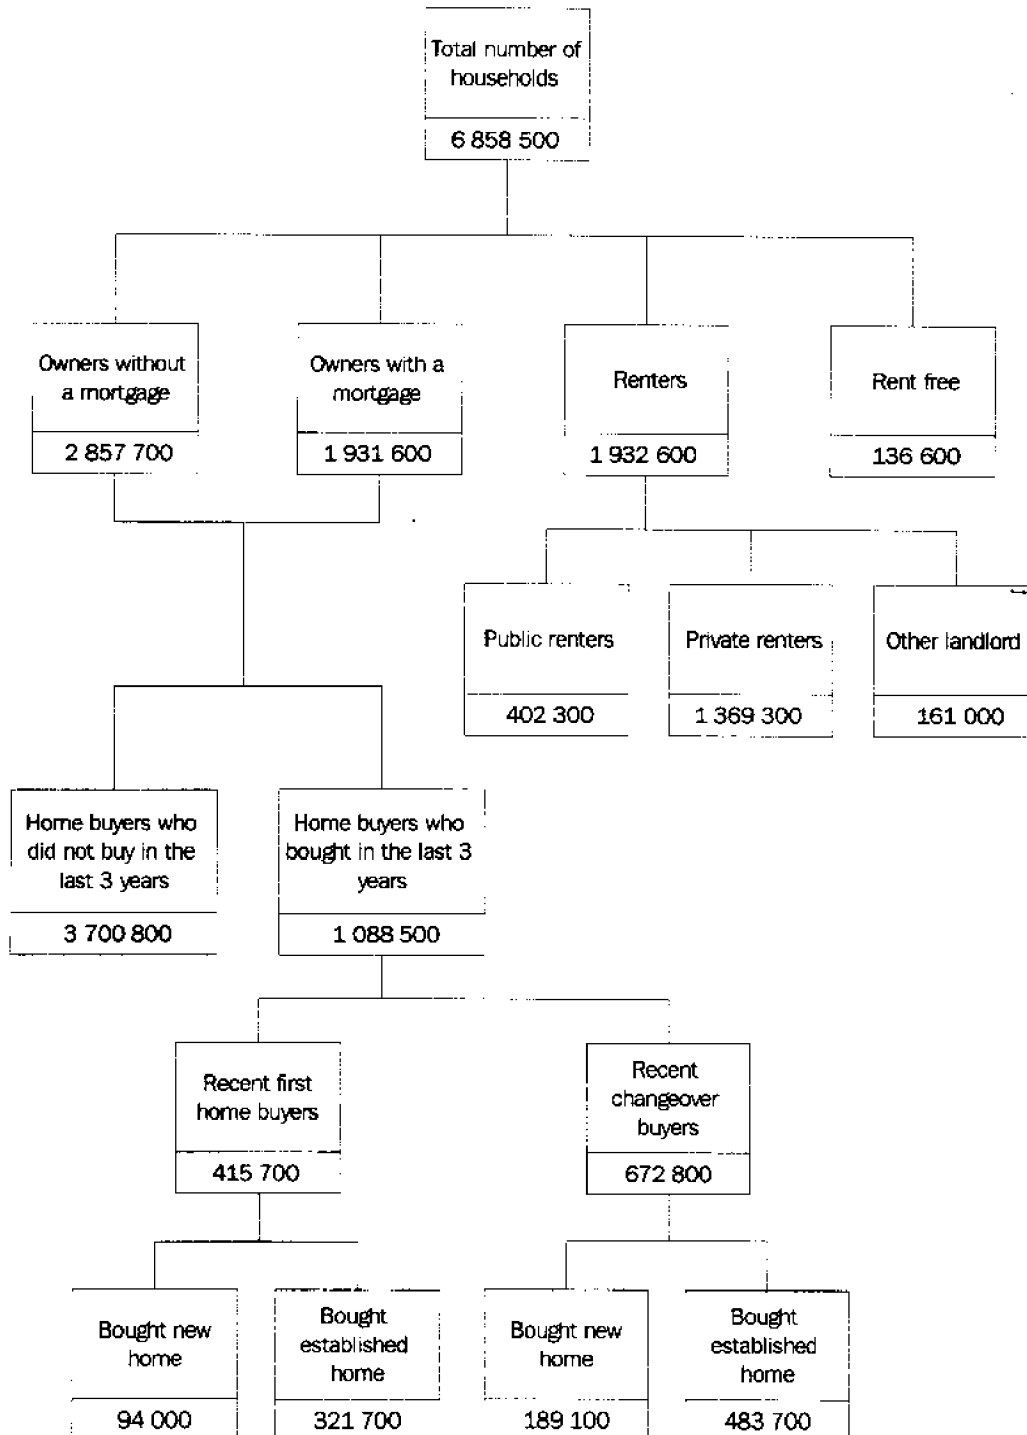 Total number of
households
6 858 500
Owners without
a mortgage
2 857 700
Owners with a
mortgage
1 931 600
Renters
1 932 600
Rent free
136 600
Public renters
402 300
Private renters
1 369 300
Other landlord
161 000
Home buyers who
did not buy in the
last 3 years
3 700 800
Home buyers who
bought in the last 3
years
1 088 500
Recent first
home buyers
415 700
Recent
changeover
buyers
672 800
Bought new
home
94 000
Bought
established
home
321 700
Bought new
home
189 100
Bought
established
home
483 700